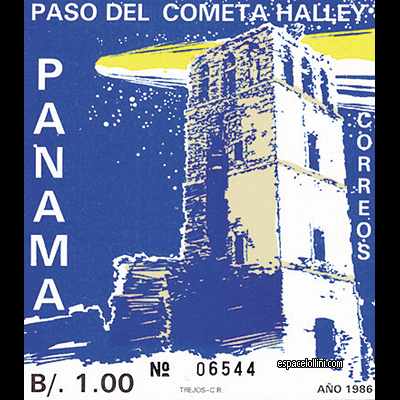 PASO DEL COMETA HALLEY
PANAMA
CORREOS
Nº 06544
espacelollini.com
B/. 1.00
TREJOS-C.R.
AÑO 1986